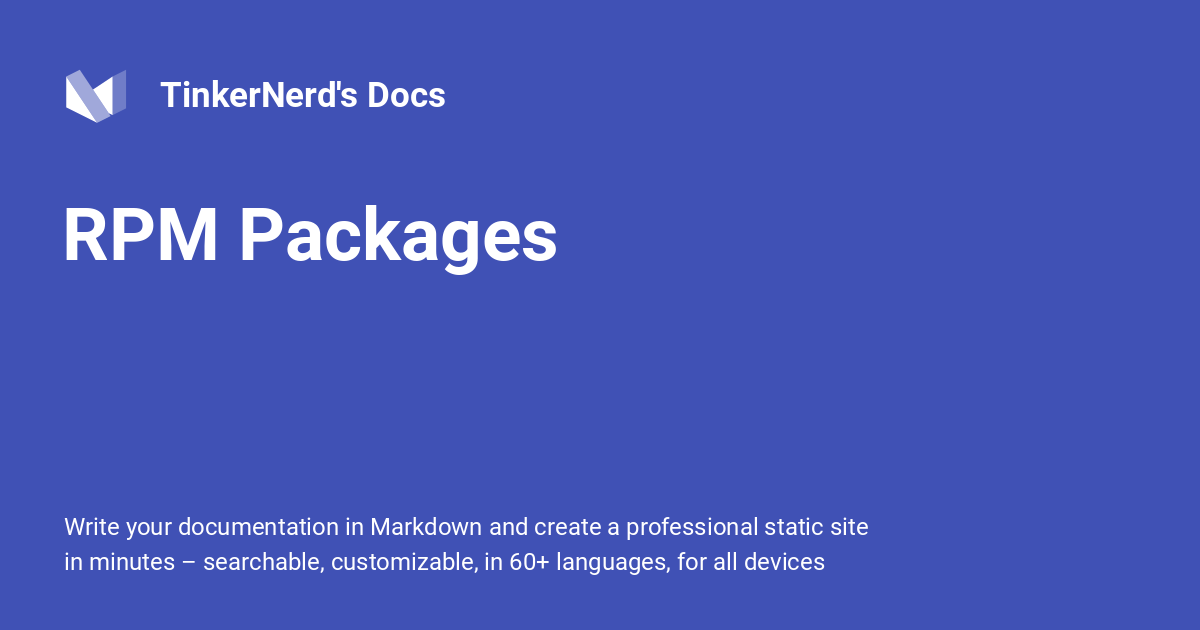 TinkerNerd's Docs
RPM Packages
Write your documentation in Markdown and create a professional static site
in minutes – searchable, customizable, in 60+ languages, for all devices